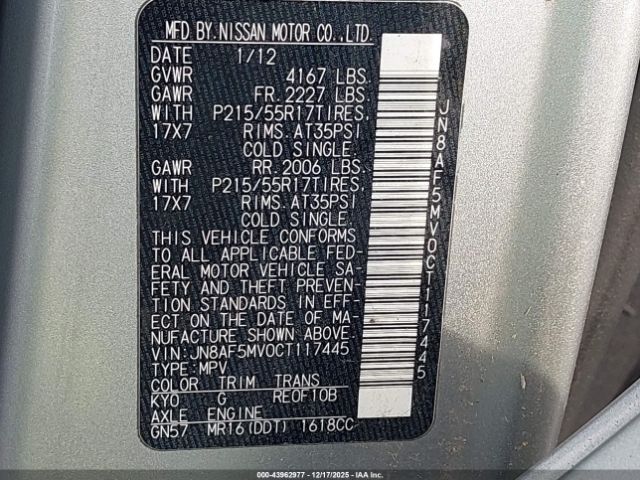 MFD BY.NISSAN MOTOR CO.,LTD.
DATE 1/12
GVWR 4167 LBS.
GAWR FR. 2227 LBS.
WITH P215/55R17TIRES,
17X7 RIMS. AT35PSI
COLD SINGLE.
GAWR RR. 2006 LBS.
WITH P215/55R17TIRES,
17X7 RIMS. AT35PSI
COLD SINGLE.
THIS VEHICLE CONFORMS
TO ALL APPLICABLE FED-
ERAL MOTOR VEHICLE SA-
FETY AND THEFT PREVEN-
TION STANDARDS IN EFF-
ECT ON THE DATE OF MA-
NUFACTURE SHOWN ABOVE.
VIN: JN8AF5MV0CT117445
TYPE: MPV
COLOR TRIM TRANS
KY0 G RE0F10B
AXLE ENGINE
GN57 MR16(DDT) 1618CC
JN8AF5MV0CT117445
000-43962977 - 12/17/2025 - IAAI.COM